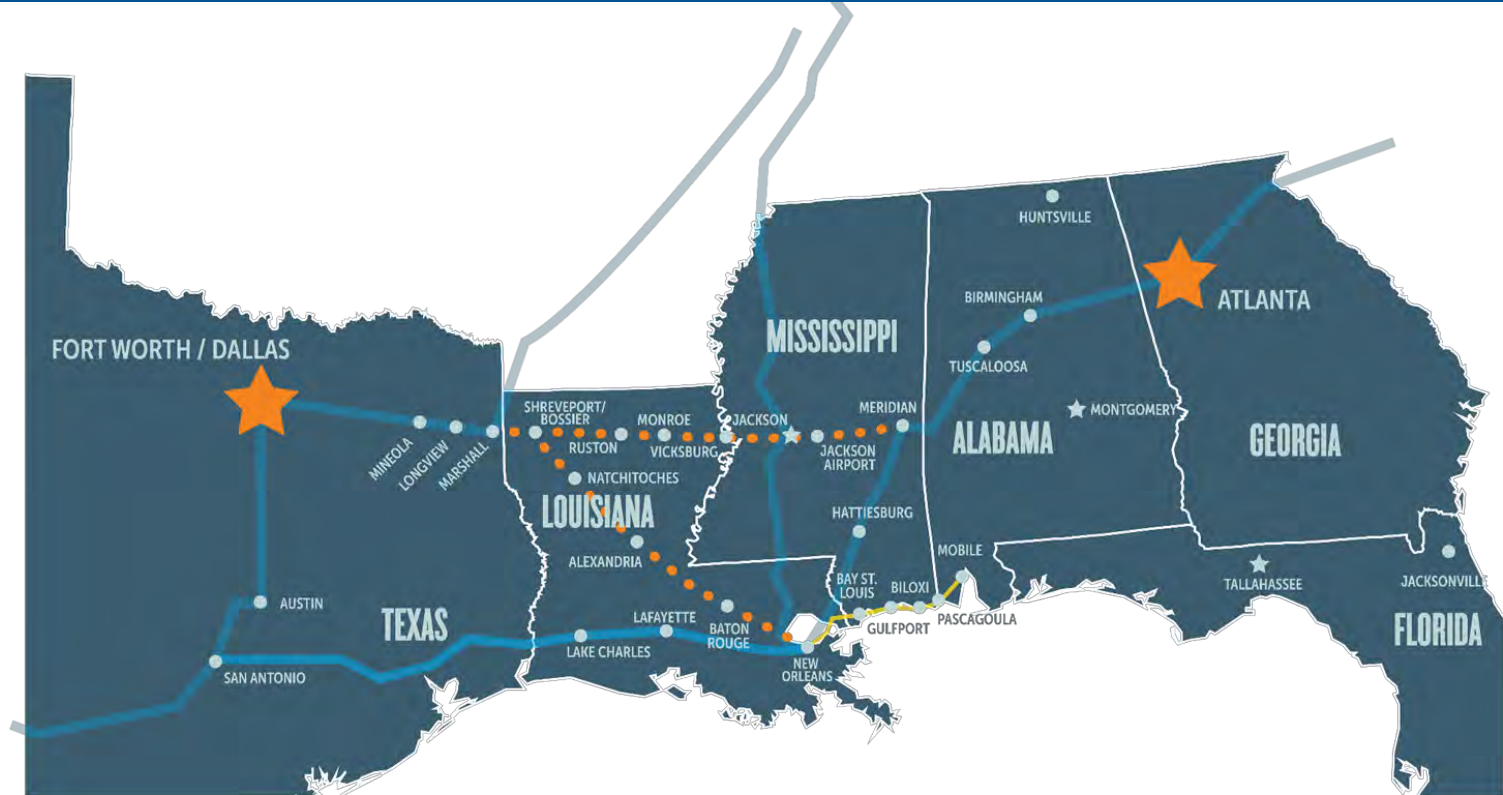 HUNTSVILLE
BIRMINGHAM
ATLANTA
MISSISSIPPI
FORT WORTH / DALLAS
TUSCALOOSA
SHREVEPORT/
BOSSIER
MONROE
JACKSON
MERIDIAN
MONTGOMERY
RUSTON
VICKSBURG
JACKSON
AIRPORT
ALABAMA
GEORGIA
MINEOLA
LONGVIEW
MARSHALL
NATCHITOCHES
LOUISIANA
HATTIESBURG
ALEXANDRIA
MOBILE
BAY ST.
LOUIS
BILOXI
TALLAHASSEE
JACKSONVILLE
AUSTIN
TEXAS
LAFAYETTE
BATON
ROUGE
GULFPORT
PASCAGOULA
FLORIDA
LAKE CHARLES
NEW
ORLEANS
SAN ANTONIO